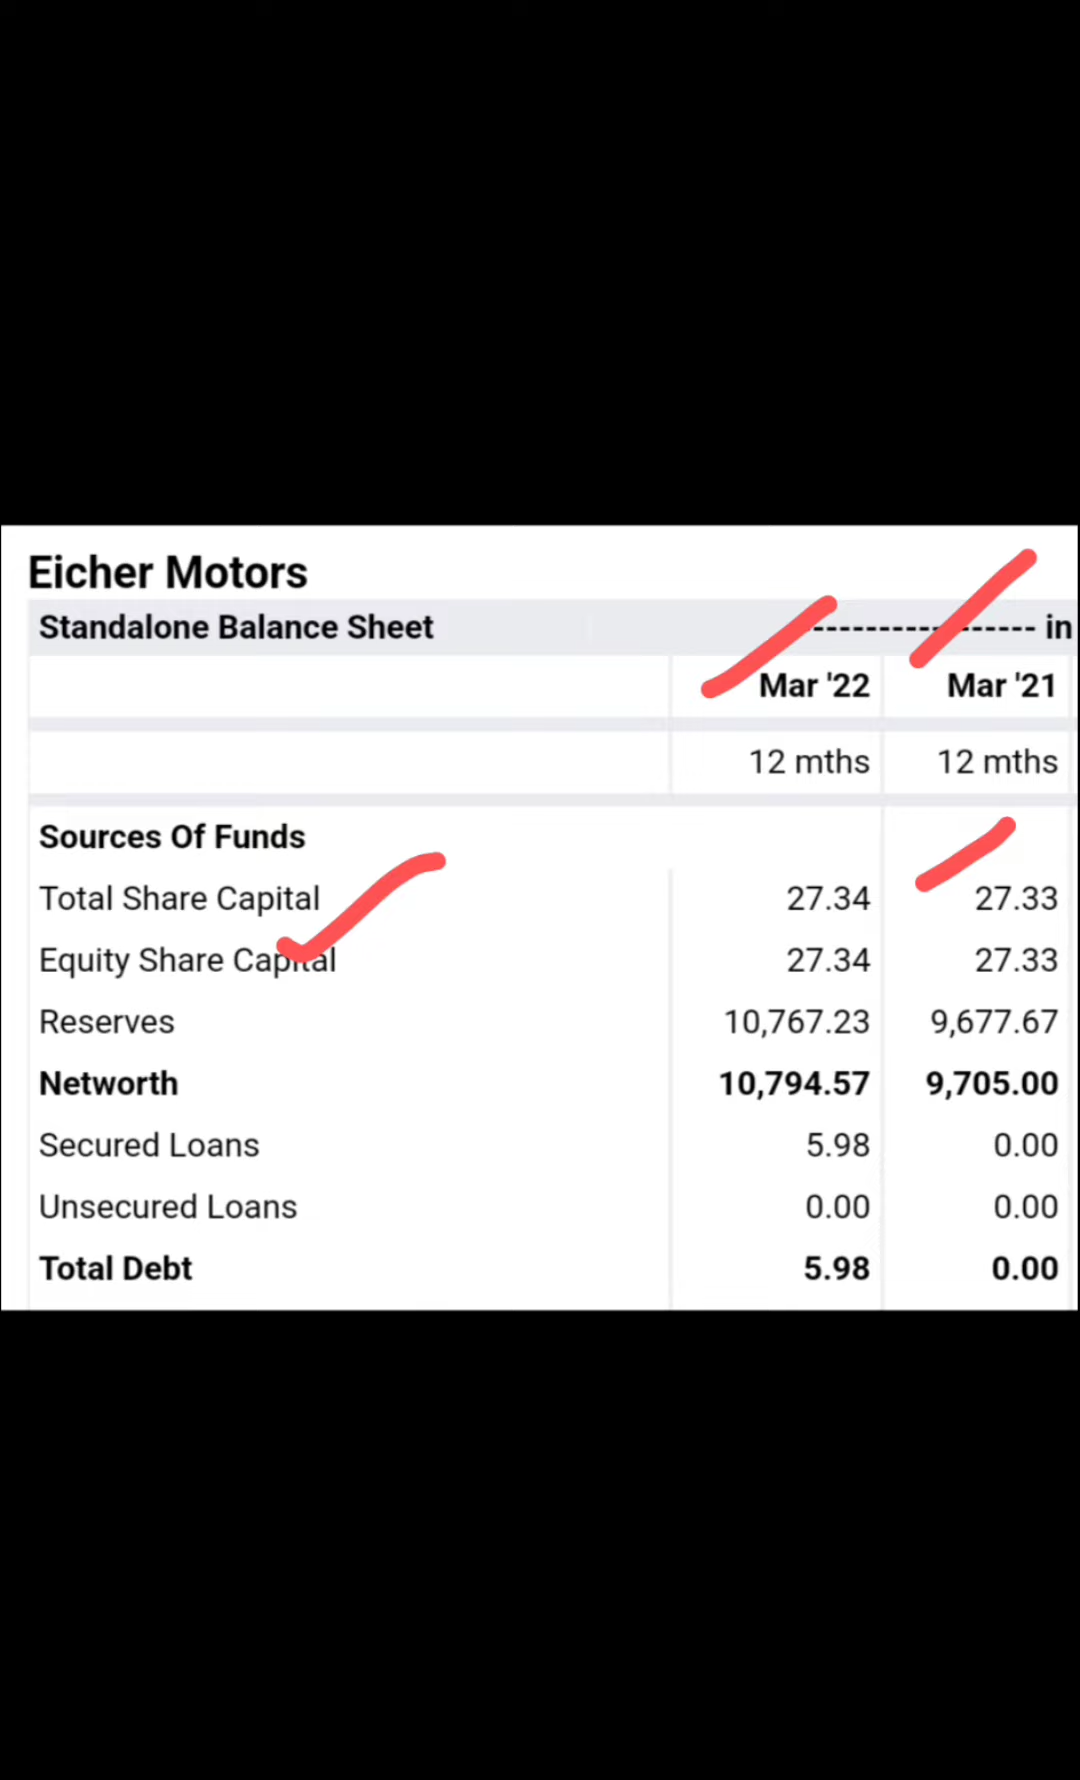 Eicher Motors
Standalone Balance Sheet ----------------- in
Mar '22 Mar '21
12 mths 12 mths
Sources Of Funds
Total Share Capital 27.34 27.33
Equity Share Capital 27.34 27.33
Reserves 10,767.23 9,677.67
Networth 10,794.57 9,705.00
Secured Loans 5.98 0.00
Unsecured Loans 0.00 0.00
Total Debt 5.98 0.00